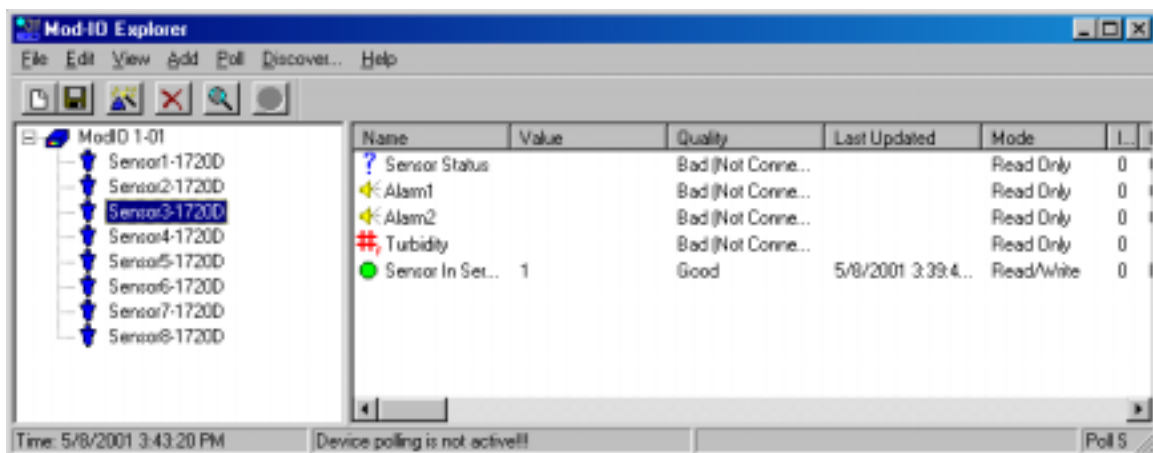 Mod-IO Explorer
File Edit View Add Poll Discover... Help
ModIO 1-01
Sensor1-1720D
Sensor2-1720D
Sensor3-1720D
Sensor4-1720D
Sensor5-1720D
Sensor6-1720D
Sensor7-1720D
Sensor8-1720D
Name Value Quality Last Updated Mode I...
Sensor Status Bad (Not Conne... Read Only 0
Alarm1 Bad (Not Conne... Read Only 0
Alarm2 Bad (Not Conne... Read Only 0
Turbidity Bad (Not Conne... Read Only 0
Sensor In Ser... 1 Good 5/8/2001 3:39:4... Read/Write 0
Time: 5/8/2001 3:43:20 PM Device polling is not active!!! Poll S